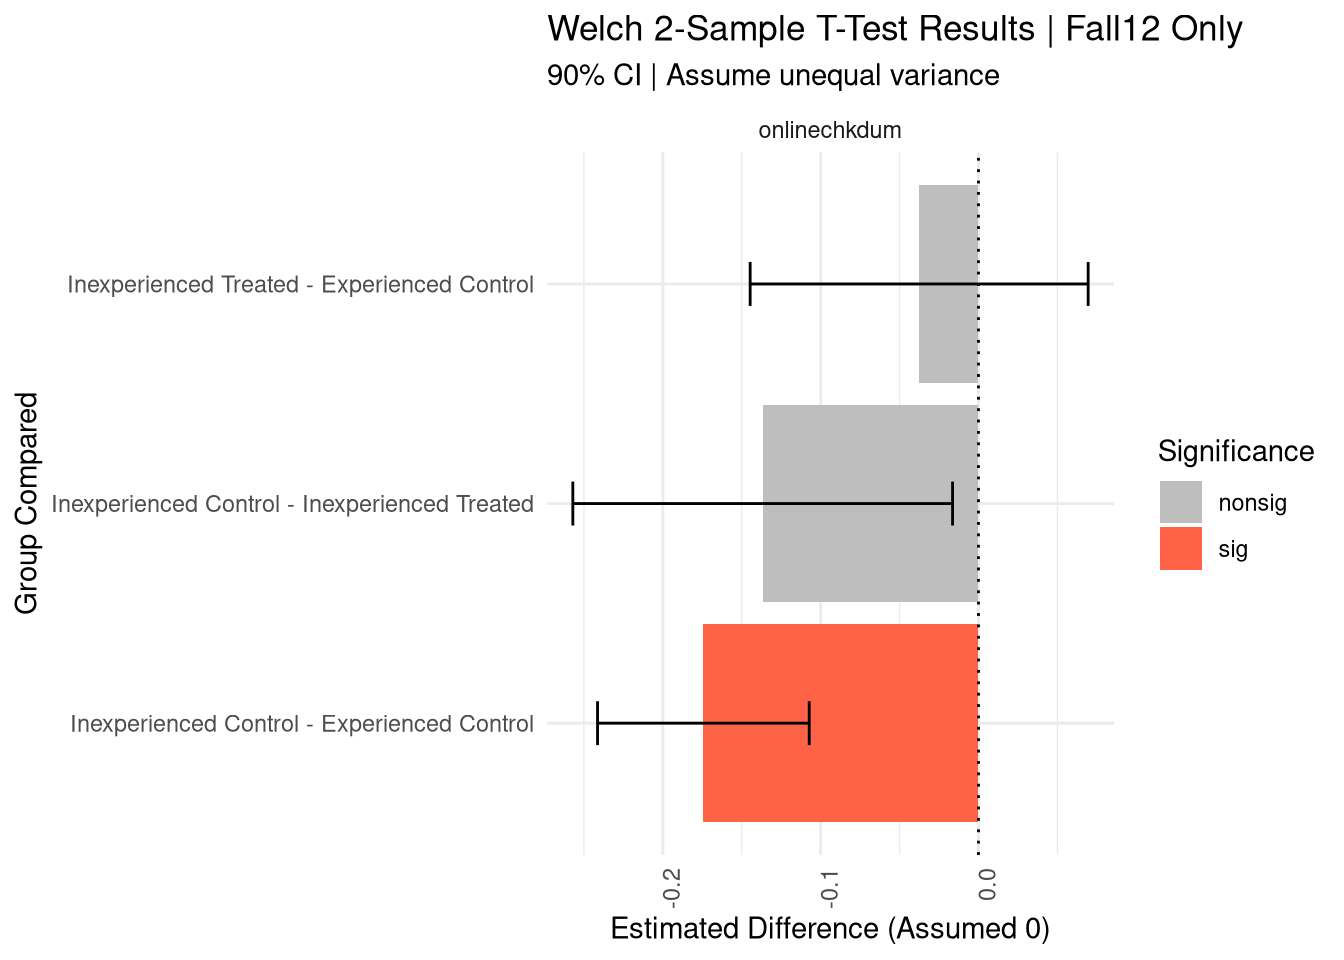 Welch 2-Sample T-Test Results | Fall12 Only
90% CI | Assume unequal variance
onlinechkdum
Group Compared
Inexperienced Treated - Experienced Control
Inexperienced Control - Inexperienced Treated
Inexperienced Control - Experienced Control
-0.2
-0.1
0.0
Estimated Difference (Assumed 0)
Significance
nonsig
sig